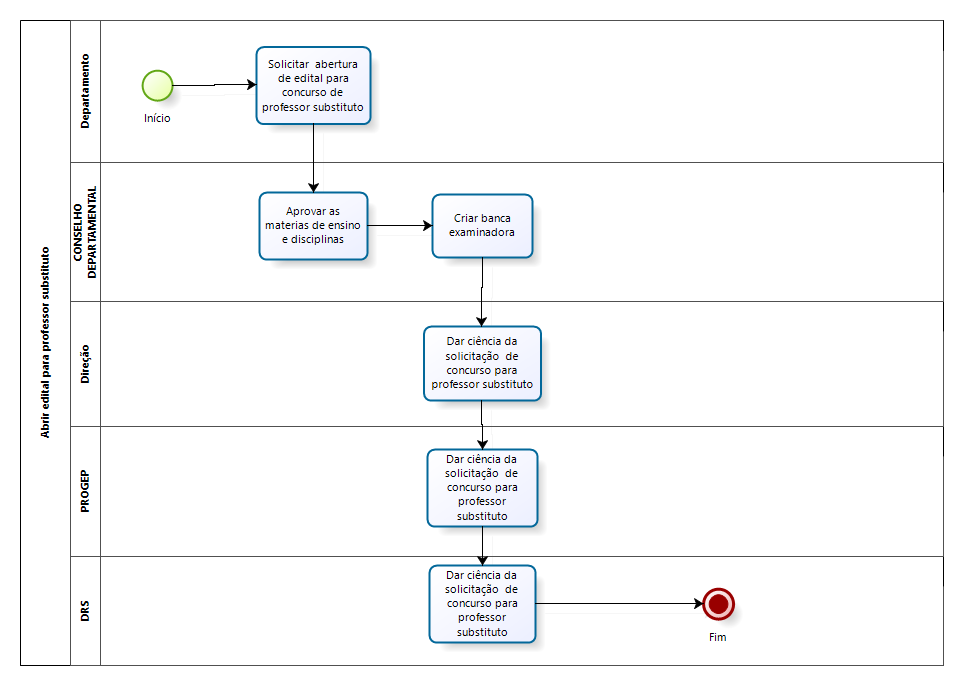 Abrir edital para professor substituto
Departamento
Início
Solicitar abertura
de edital para
concurso de
professor substituto
CONSELHO
DEPARTAMENTAL
Aprovar as
materias de ensino
e disciplinas
Criar banca
examinadora
Direção
Dar ciência da
solicitação de
concurso para
professor substituto
PROGEP
Dar ciência da
solicitação de
concurso para
professor
substituto
DRS
Dar ciência da
solicitação de
concurso para
professor
substituto
Fim